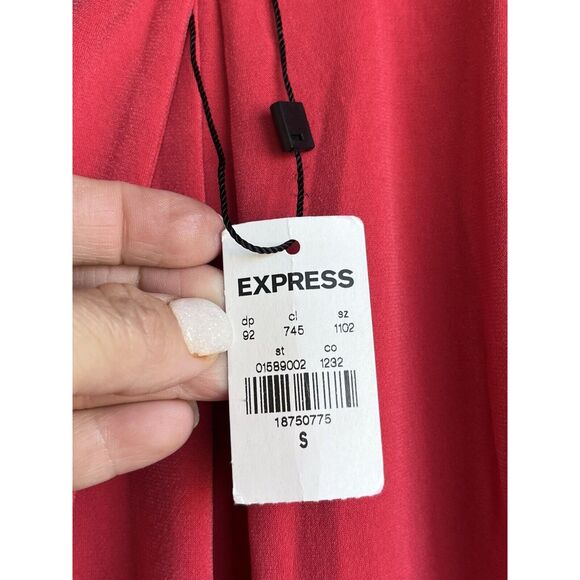 EXPRESS
dp cl sz
92 745 1102
st co
01589002 1232
18750775
S